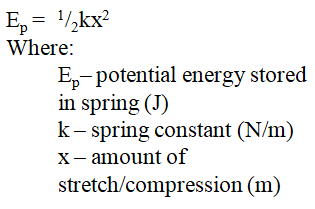 Eₚ = ½kx²
Where:
Eₚ– potential energy stored
in spring (J)
k – spring constant (N/m)
x – amount of
stretch/compression (m)